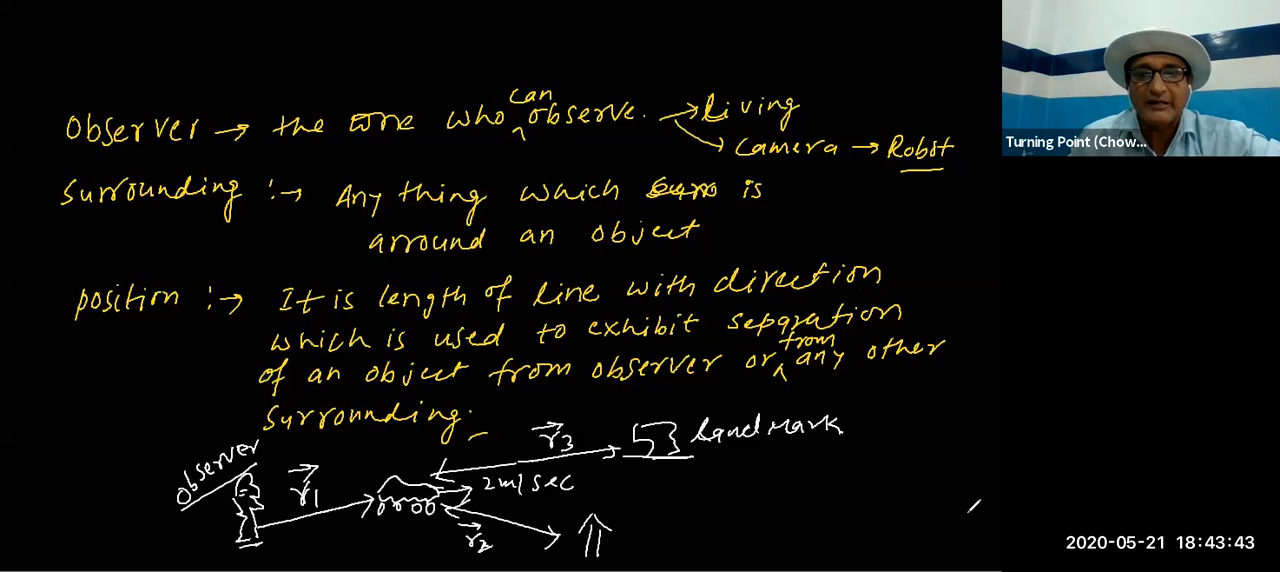 observer → the one who can observe. → Living
→ camera → Robot
surrounding :→ Any thing which is
arround an object
position :→ It is length of line with direction
which is used to exhibit separation
of an object from observer or from any other
surrounding.
observer
r1
2m/sec
r2
r3
landmark
Turning Point (Chow...
2020-05-21 18:43:43